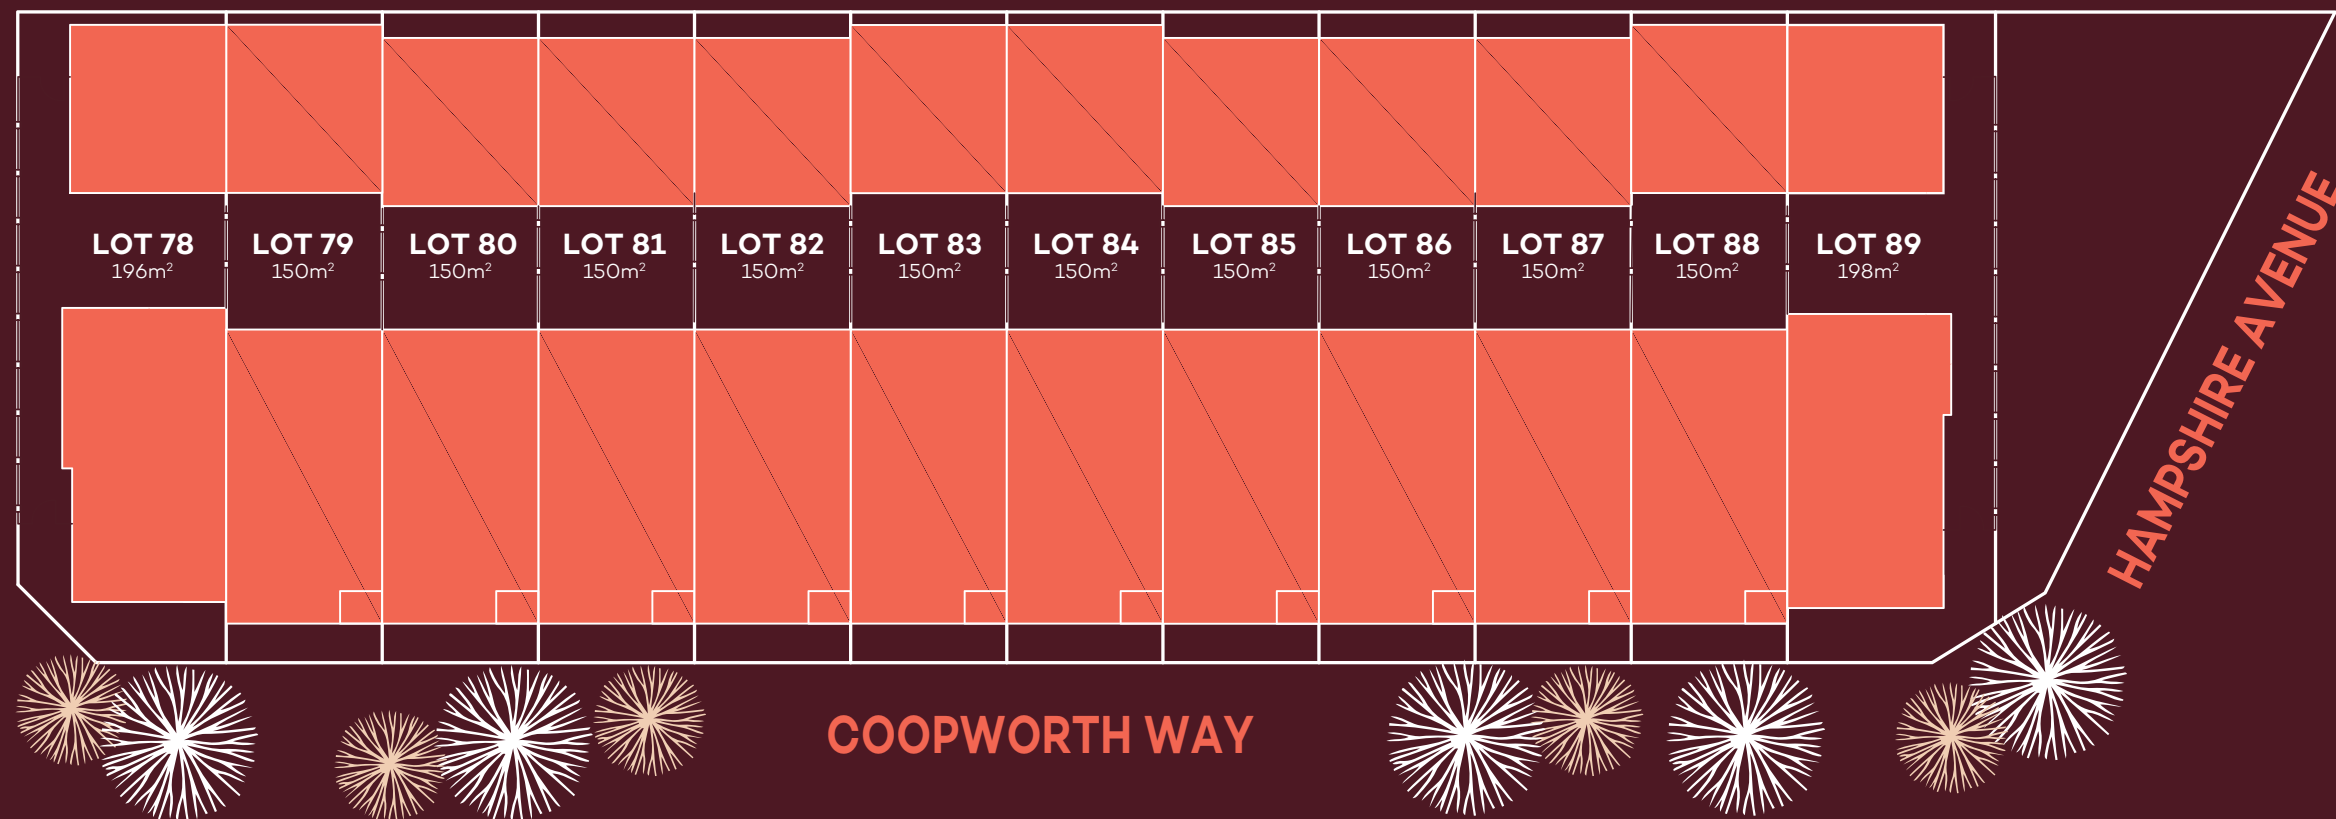 LOT 78
196m²
LOT 79
150m²
LOT 80
150m²
LOT 81
150m²
LOT 82
150m²
LOT 83
150m²
LOT 84
150m²
LOT 85
150m²
LOT 86
150m²
LOT 87
150m²
LOT 88
150m²
LOT 89
198m²
HAMPSHIRE AVENUE
COOPWORTH WAY